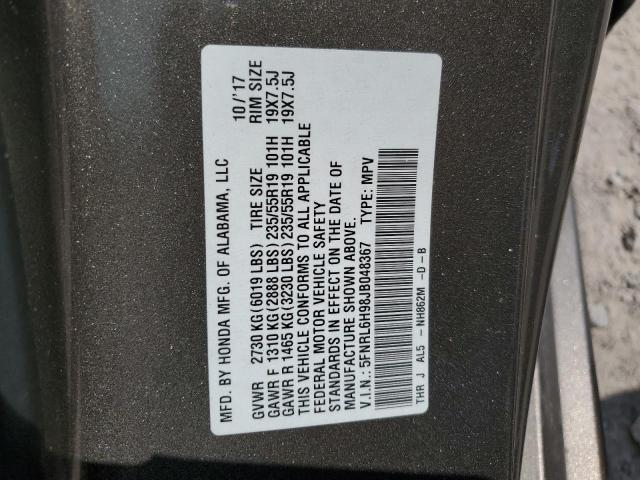 MFD. BY HONDA MFG. OF ALABAMA, LLC 10/'17
GVWR 2730 KG (6019 LBS) TIRE SIZE RIM SIZE
GAWR F 1310 KG (2888 LBS) 235/55R19 101H 19X7.5J
GAWR R 1465 KG (3230 LBS) 235/55R19 101H 19X7.5J
THIS VEHICLE CONFORMS TO ALL APPLICABLE
FEDERAL MOTOR VEHICLE SAFETY
STANDARDS IN EFFECT ON THE DATE OF
MANUFACTURE SHOWN ABOVE.
V.I.N.: 5FNRL6H98JB048367 TYPE: MPV
THR J AL5 - NH862M -D - B